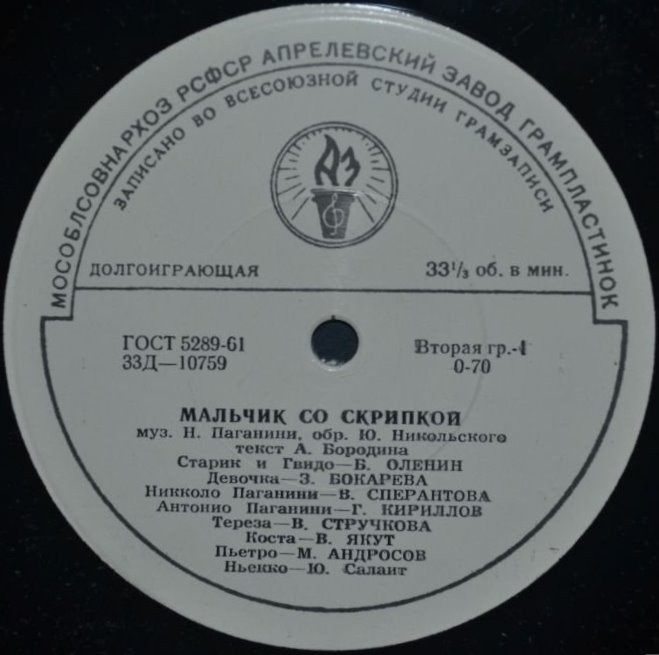 МОСОБЛСОВНАРХОЗ РСФСР АПРЕЛЕВСКИЙ ЗАВОД ГРАМПЛАСТИНОК
ЗАПИСАНО ВО ВСЕСОЮЗНОЙ СТУДИИ ГРАМЗАПИСИ
АЗ
ДОЛГОИГРАЮЩАЯ 33⅓ об. в мин.
ГОСТ 5289-61 Вторая гр.-1
33Д—10759 0-70
МАЛЬЧИК СО СКРИПКОЙ
муз. Н. Паганини, обр. Ю. Никольского
текст А. Бородина
Старик и Гвидо—Б. ОЛЕНИН
Девочка—З. БОКАРЕВА
Никколо Паганини—В. СПЕРАНТОВА
Антонио Паганини—Г. КИРИЛЛОВ
Тереза—В. СТРУЧКОВА
Коста—В. ЯКУТ
Пьетро—М. АНДРОСОВ
Ньекко—Ю. Салаит